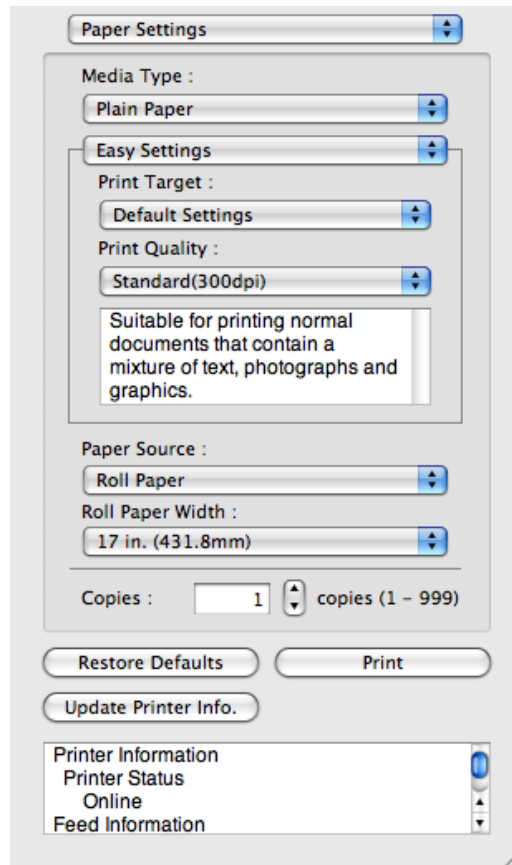 Paper Settings
Media Type :
Plain Paper
Easy Settings
Print Target :
Default Settings
Print Quality :
Standard(300dpi)
Suitable for printing normal
documents that contain a
mixture of text, photographs and
graphics.
Paper Source :
Roll Paper
Roll Paper Width :
17 in. (431.8mm)
Copies : 1 copies (1 – 999)
Restore Defaults Print
Update Printer Info.
Printer Information
Printer Status
Online
Feed Information